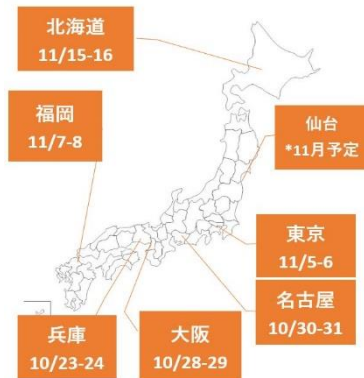 北海道
11/15-16
福岡
11/7-8
仙台
*11月予定
東京
11/5-6
名古屋
10/30-31
兵庫
10/23-24
大阪
10/28-29